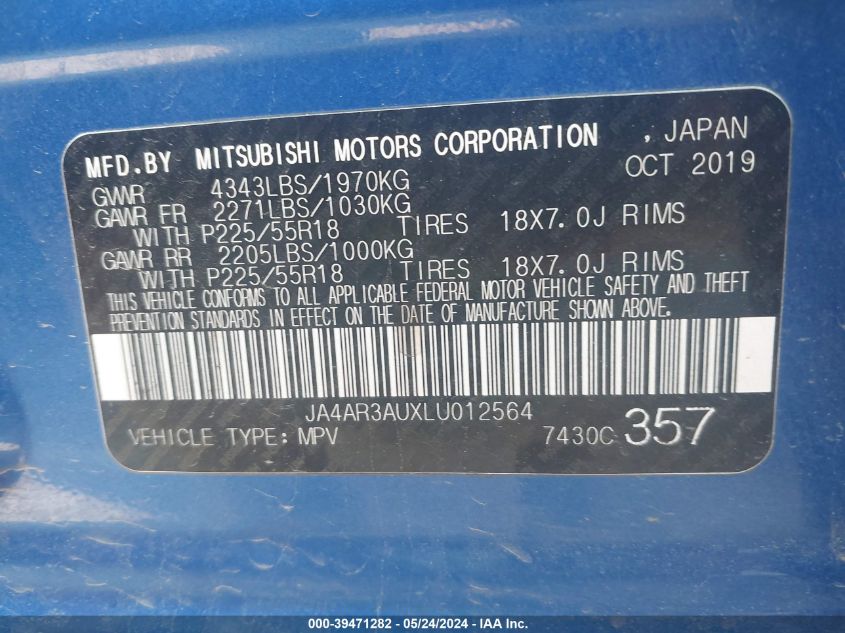 MFD.BY MITSUBISHI MOTORS CORPORATION , JAPAN
OCT 2019
GVWR 4343LBS/1970KG
GAWR FR 2271LBS/1030KG
WITH P225/55R18 TIRES 18X7.0J RIMS
GAWR RR 2205LBS/1000KG
WITH P225/55R18 TIRES 18X7.0J RIMS
THIS VEHICLE CONFORMS TO ALL APPLICABLE FEDERAL MOTOR VEHICLE SAFETY AND THEFT
PREVENTION STANDARDS IN EFFECT ON THE DATE OF MANUFACTURE SHOWN ABOVE.
JA4AR3AUXLU012564
VEHICLE TYPE: MPV 7430C 357
000-39471282 - 05/24/2024 - IAAI.COM